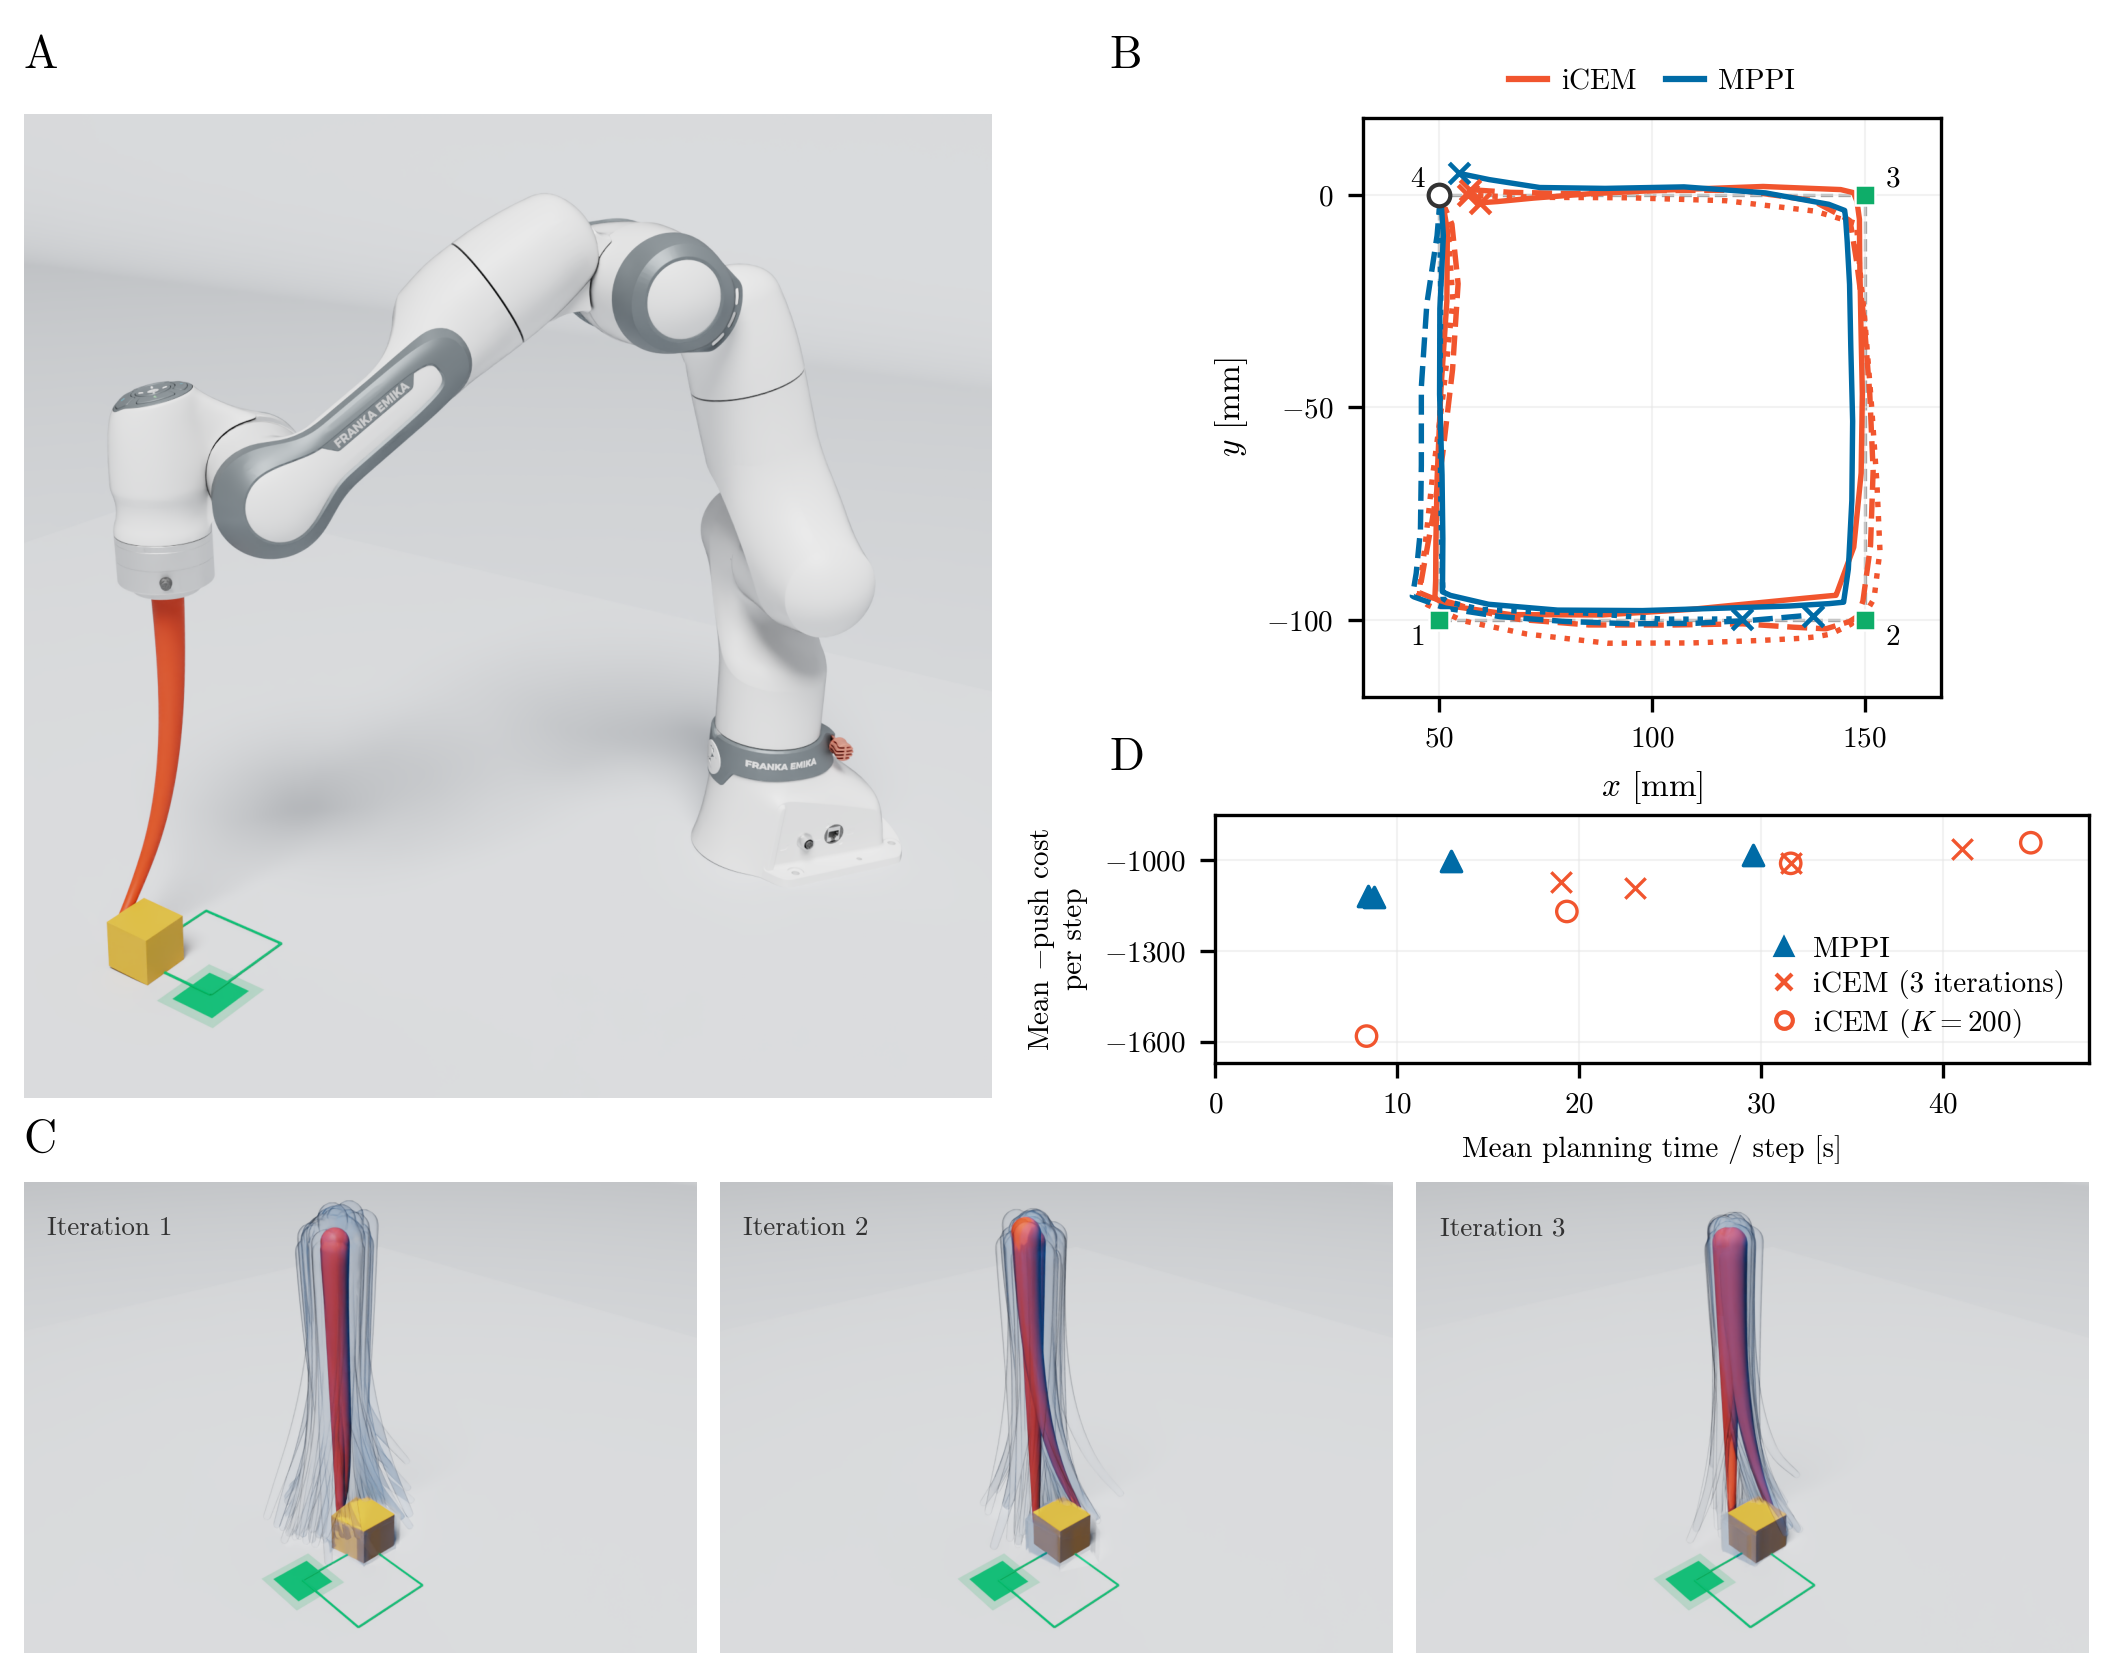 A
FRANKA EMIKA
FRANKA EMIKA
B
iCEM
MPPI
4
3
1
2
0
−50
−100
y [mm]
50
100
150
x [mm]
D
Mean −push cost
per step
−1000
−1300
−1600
MPPI
iCEM (3 iterations)
iCEM (K = 200)
0
10
20
30
40
Mean planning time / step [s]
C
Iteration 1
Iteration 2
Iteration 3